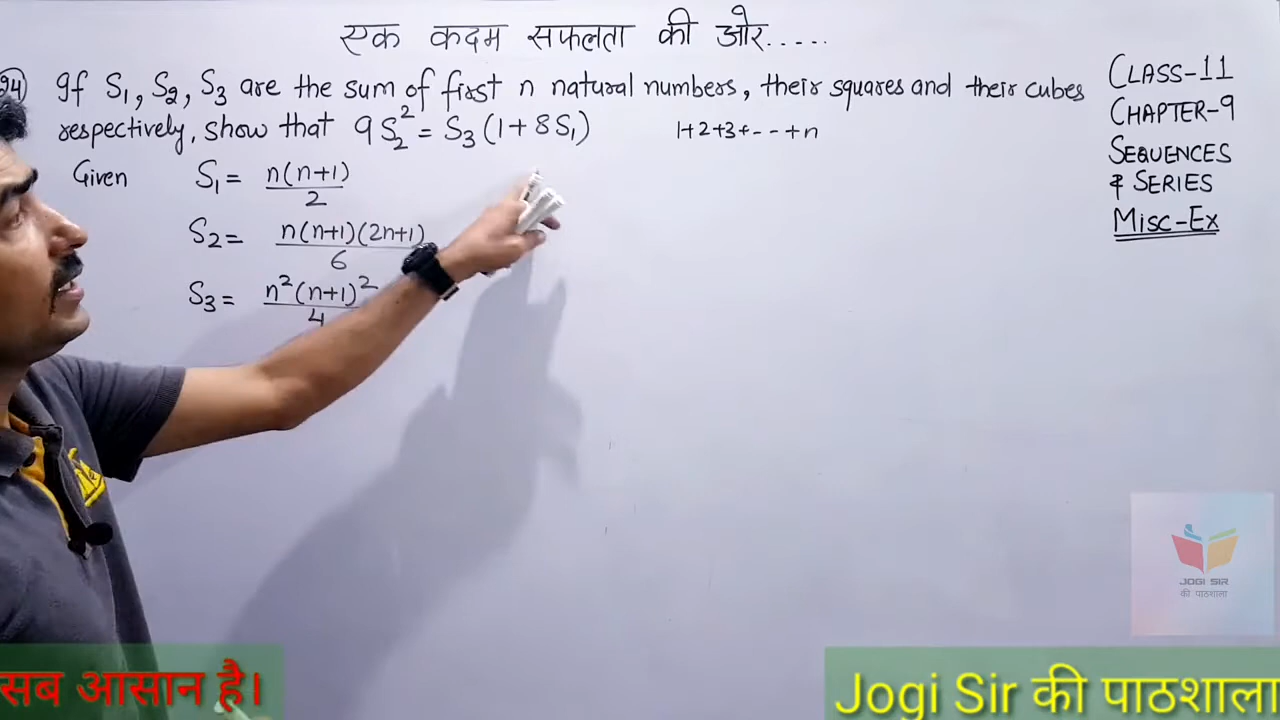 एक कदम सफलता की ओर.....
24) If S₁, S₂, S₃ are the sum of first n natural numbers, their squares and their cubes
respectively, show that 9S₂² = S₃(1+8S₁)
1+2+3+---+n
Given S₁ = n(n+1)/2
S₂ = n(n+1)(2n+1)/6
S₃ = n²(n+1)²/4
CLASS-11
CHAPTER-9
SEQUENCES
& SERIES
Misc-Ex
JOGI SIR
की पाठशाला
सब आसान है।
Jogi Sir की पाठशाला